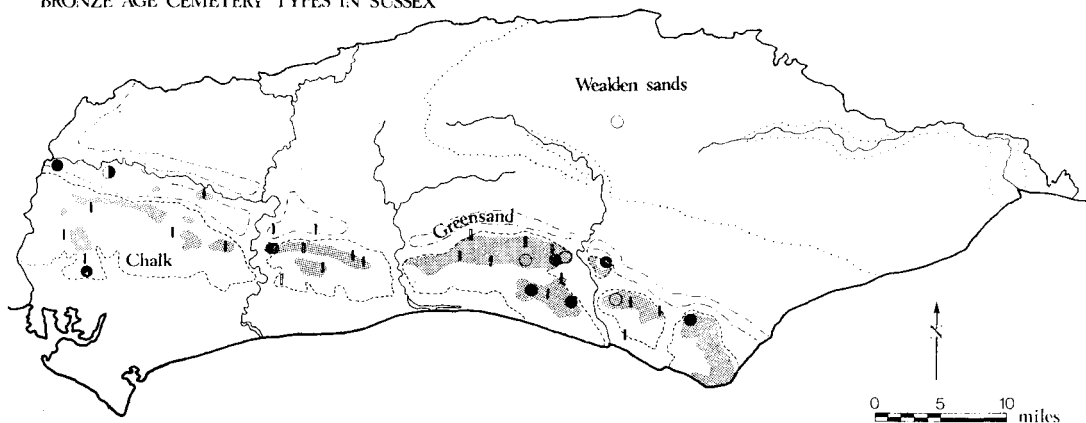 BRONZE AGE CEMETERY TYPES IN SUSSEX
Wealden sands
Greensand
Chalk
0 5 10
miles